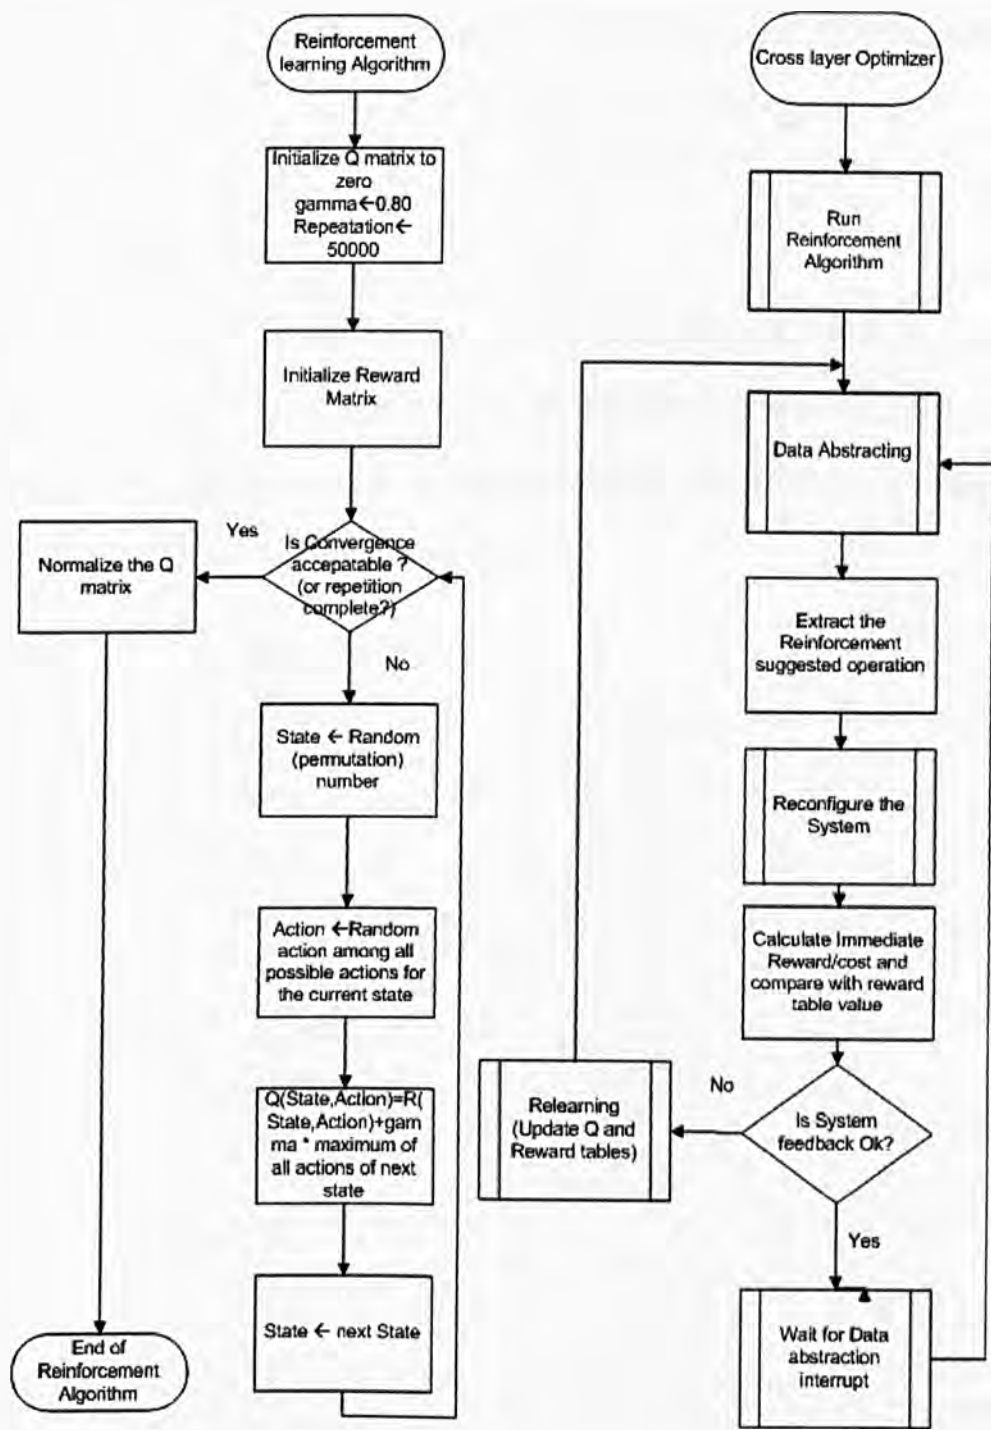 Reinforcement
learning Algorithm
Initialize Q matrix to
zero
gamma←0.80
Repeatation←
50000
Initialize Reward
Matrix
Is Convergence
accepatable ?
(or repetition
complete?)
Yes
Normalize the Q
matrix
No
State ← Random
(permutation)
number
Action ←Random
action among all
possible actions for
the current state
Q(State,Action)=R(
State,Action)+gam
ma * maximum of
all actions of next
state
State ← next State
End of
Reinforcement
Algorithm
Cross layer Optimizer
Run
Reinforcement
Algorithm
Data Abstracting
Extract the
Reinforcement
suggested operation
Reconfigure the
System
Calculate Immediate
Reward/cost and
compare with reward
table value
Is System
feedback Ok?
No
Relearning
(Update Q and
Reward tables)
Yes
Wait for Data
abstraction
interrupt